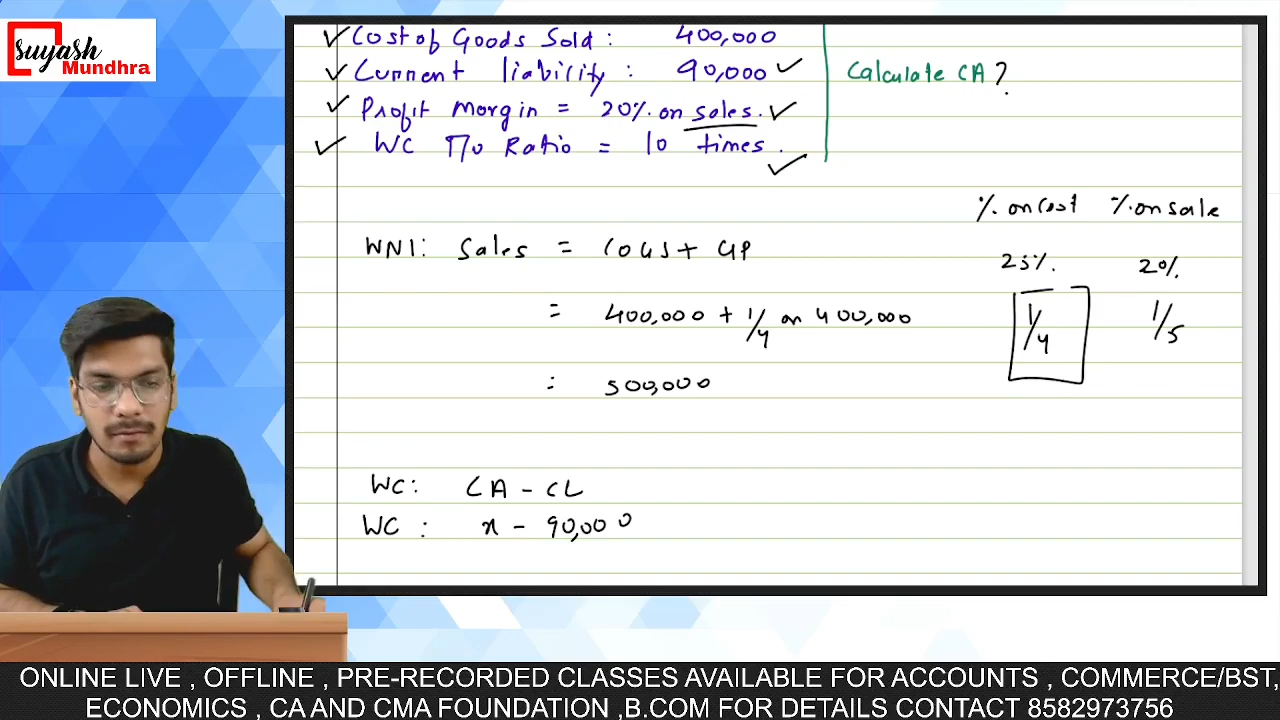 Suyash
Mundhra
Cost of Goods Sold : 400,000
Current liability : 90,000
Calculate CA ?
Profit Margin = 20% on sales.
WC T/o Ratio = 10 times.
% on cost % on sale
WN1: Sales = COGS + GP
25% 20%
= 400,000 + 1/4 on 400,000
1/4 1/5
= 500,000
WC: CA - CL
WC : x - 90,000
ONLINE LIVE , OFFLINE , PRE-RECORDED CLASSES AVAILABLE FOR ACCOUNTS , COMMERCE/BST,
ECONOMICS , CA AND CMA FOUNDATION ,B.COM FOR DETAILS CONTACT 8582973756